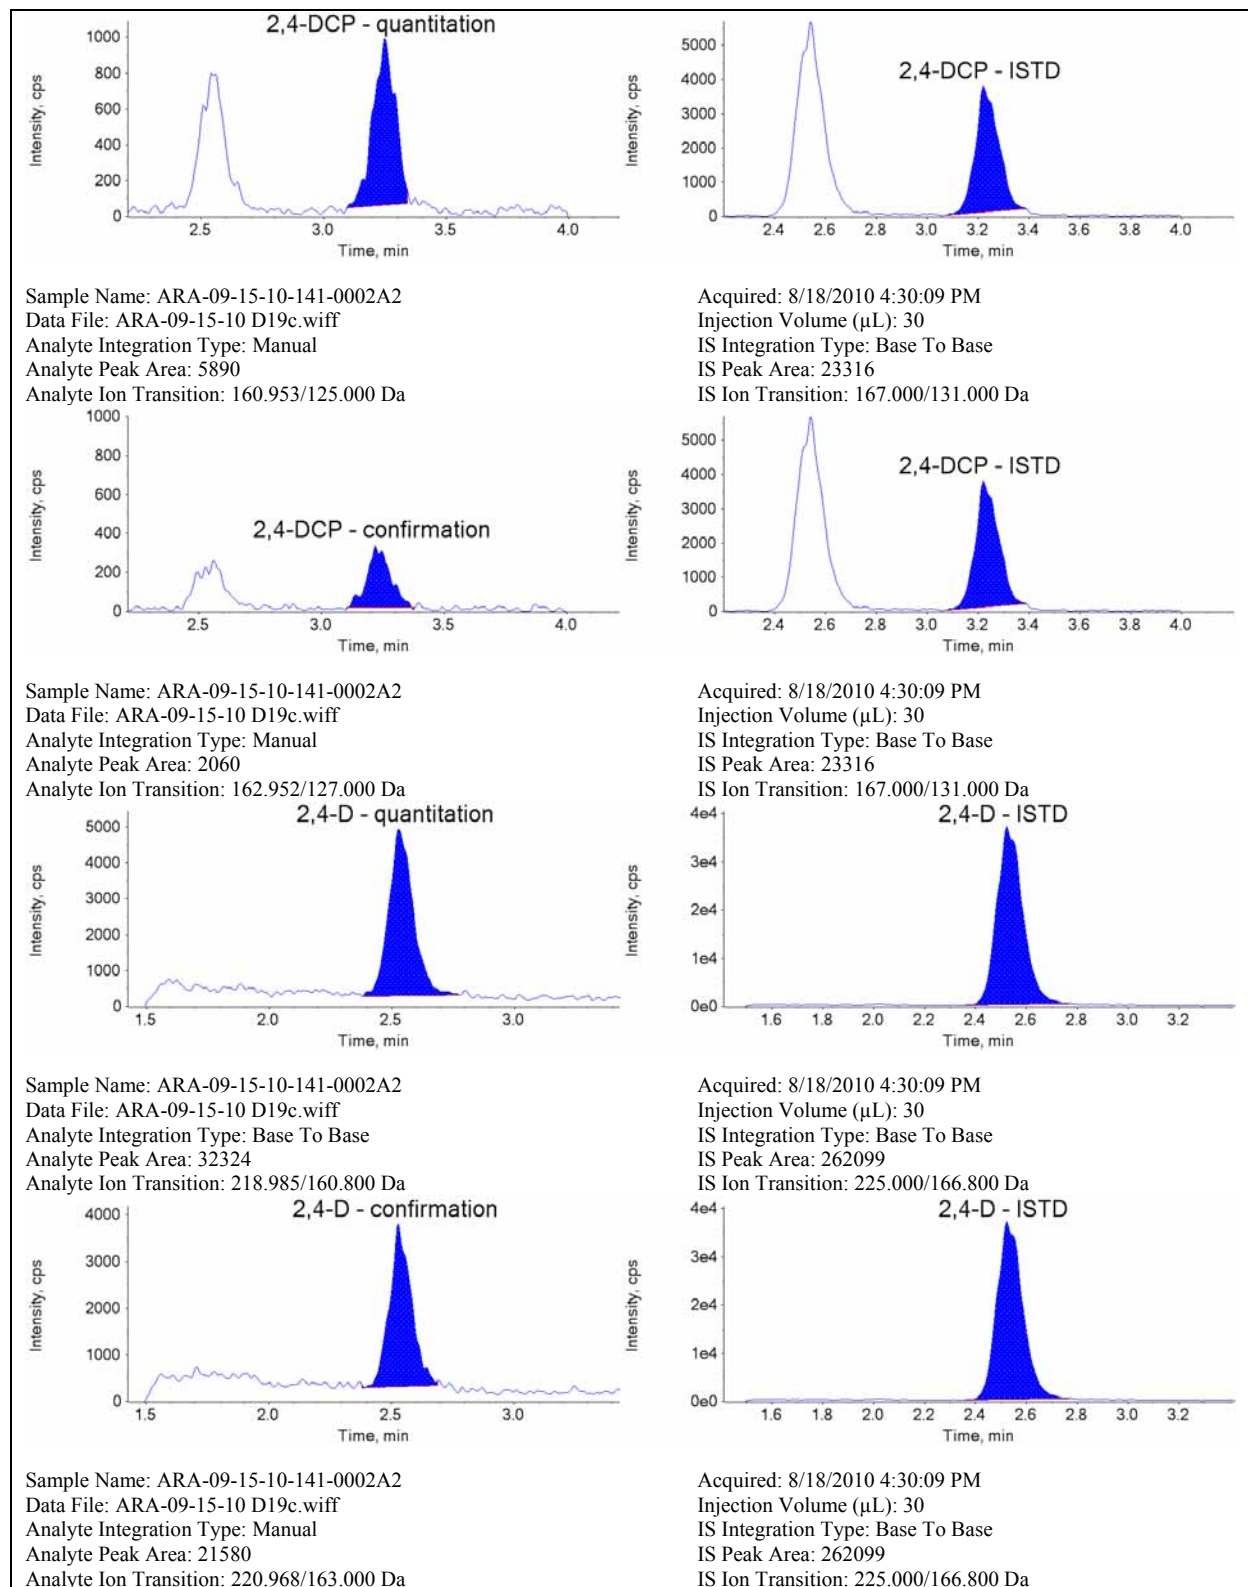 2,4-DCP - quantitation
Intensity, cps
1000
800
600
400
200
0
2.5 3.0 3.5 4.0
Time, min
2,4-DCP - ISTD
Intensity, cps
5000
4000
3000
2000
1000
0
2.4 2.6 2.8 3.0 3.2 3.4 3.6 3.8 4.0
Time, min
Sample Name: ARA-09-15-10-141-0002A2
Data File: ARA-09-15-10 D19c.wiff
Analyte Integration Type: Manual
Analyte Peak Area: 5890
Analyte Ion Transition: 160.953/125.000 Da
Acquired: 8/18/2010 4:30:09 PM
Injection Volume (µL): 30
IS Integration Type: Base To Base
IS Peak Area: 23316
IS Ion Transition: 167.000/131.000 Da
2,4-DCP - confirmation
Intensity, cps
1000
800
600
400
200
0
2.5 3.0 3.5 4.0
Time, min
2,4-DCP - ISTD
Intensity, cps
5000
4000
3000
2000
1000
0
2.4 2.6 2.8 3.0 3.2 3.4 3.6 3.8 4.0
Time, min
Sample Name: ARA-09-15-10-141-0002A2
Data File: ARA-09-15-10 D19c.wiff
Analyte Integration Type: Manual
Analyte Peak Area: 2060
Analyte Ion Transition: 162.952/127.000 Da
Acquired: 8/18/2010 4:30:09 PM
Injection Volume (µL): 30
IS Integration Type: Base To Base
IS Peak Area: 23316
IS Ion Transition: 167.000/131.000 Da
2,4-D - quantitation
Intensity, cps
5000
4000
3000
2000
1000
0
1.5 2.0 2.5 3.0
Time, min
2,4-D - ISTD
Intensity, cps
4e4
3e4
2e4
1e4
0e0
1.6 1.8 2.0 2.2 2.4 2.6 2.8 3.0 3.2
Time, min
Sample Name: ARA-09-15-10-141-0002A2
Data File: ARA-09-15-10 D19c.wiff
Analyte Integration Type: Base To Base
Analyte Peak Area: 32324
Analyte Ion Transition: 218.985/160.800 Da
Acquired: 8/18/2010 4:30:09 PM
Injection Volume (µL): 30
IS Integration Type: Base To Base
IS Peak Area: 262099
IS Ion Transition: 225.000/166.800 Da
2,4-D - confirmation
Intensity, cps
4000
3000
2000
1000
0
1.5 2.0 2.5 3.0
Time, min
2,4-D - ISTD
Intensity, cps
4e4
3e4
2e4
1e4
0e0
1.6 1.8 2.0 2.2 2.4 2.6 2.8 3.0 3.2
Time, min
Sample Name: ARA-09-15-10-141-0002A2
Data File: ARA-09-15-10 D19c.wiff
Analyte Integration Type: Manual
Analyte Peak Area: 21580
Analyte Ion Transition: 220.968/163.000 Da
Acquired: 8/18/2010 4:30:09 PM
Injection Volume (µL): 30
IS Integration Type: Base To Base
IS Peak Area: 262099
IS Ion Transition: 225.000/166.800 Da